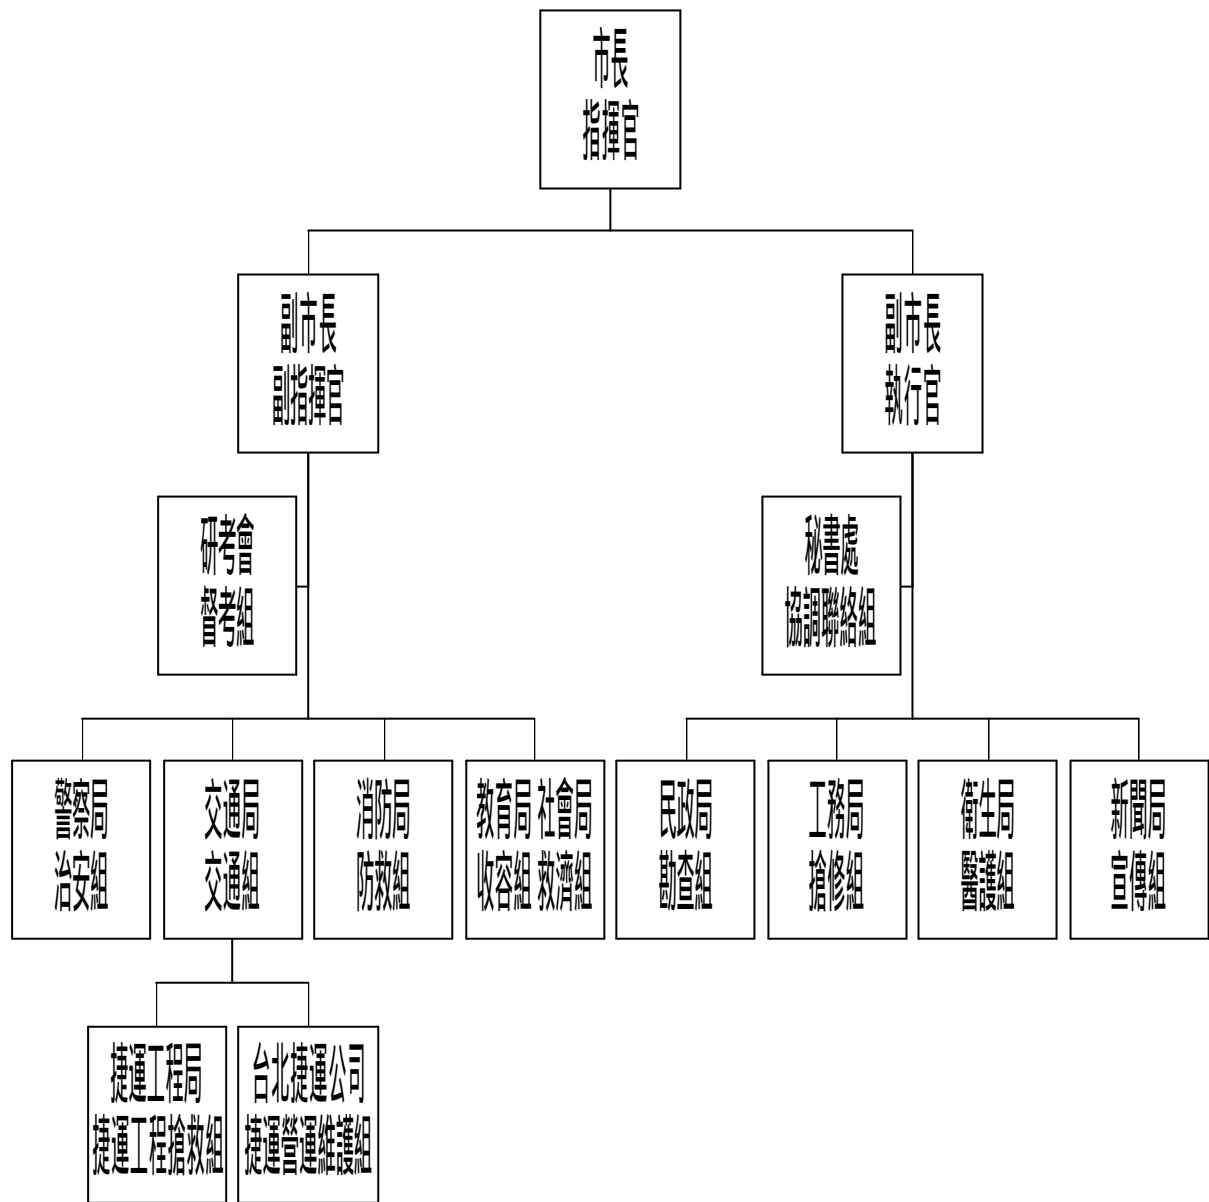 市長
指揮官
副市長
副指揮官
副市長
執行官
研考會
督考組
秘書處
協調聯絡組
警察局
治安組
交通局
交通組
消防局
防救組
教育局 社會局
收容組 救濟組
民政局
勘查組
工務局
搶修組
衛生局
醫護組
新聞局
宣傳組
捷運工程局
捷運工程搶救組
台北捷運公司
捷運營運維護組